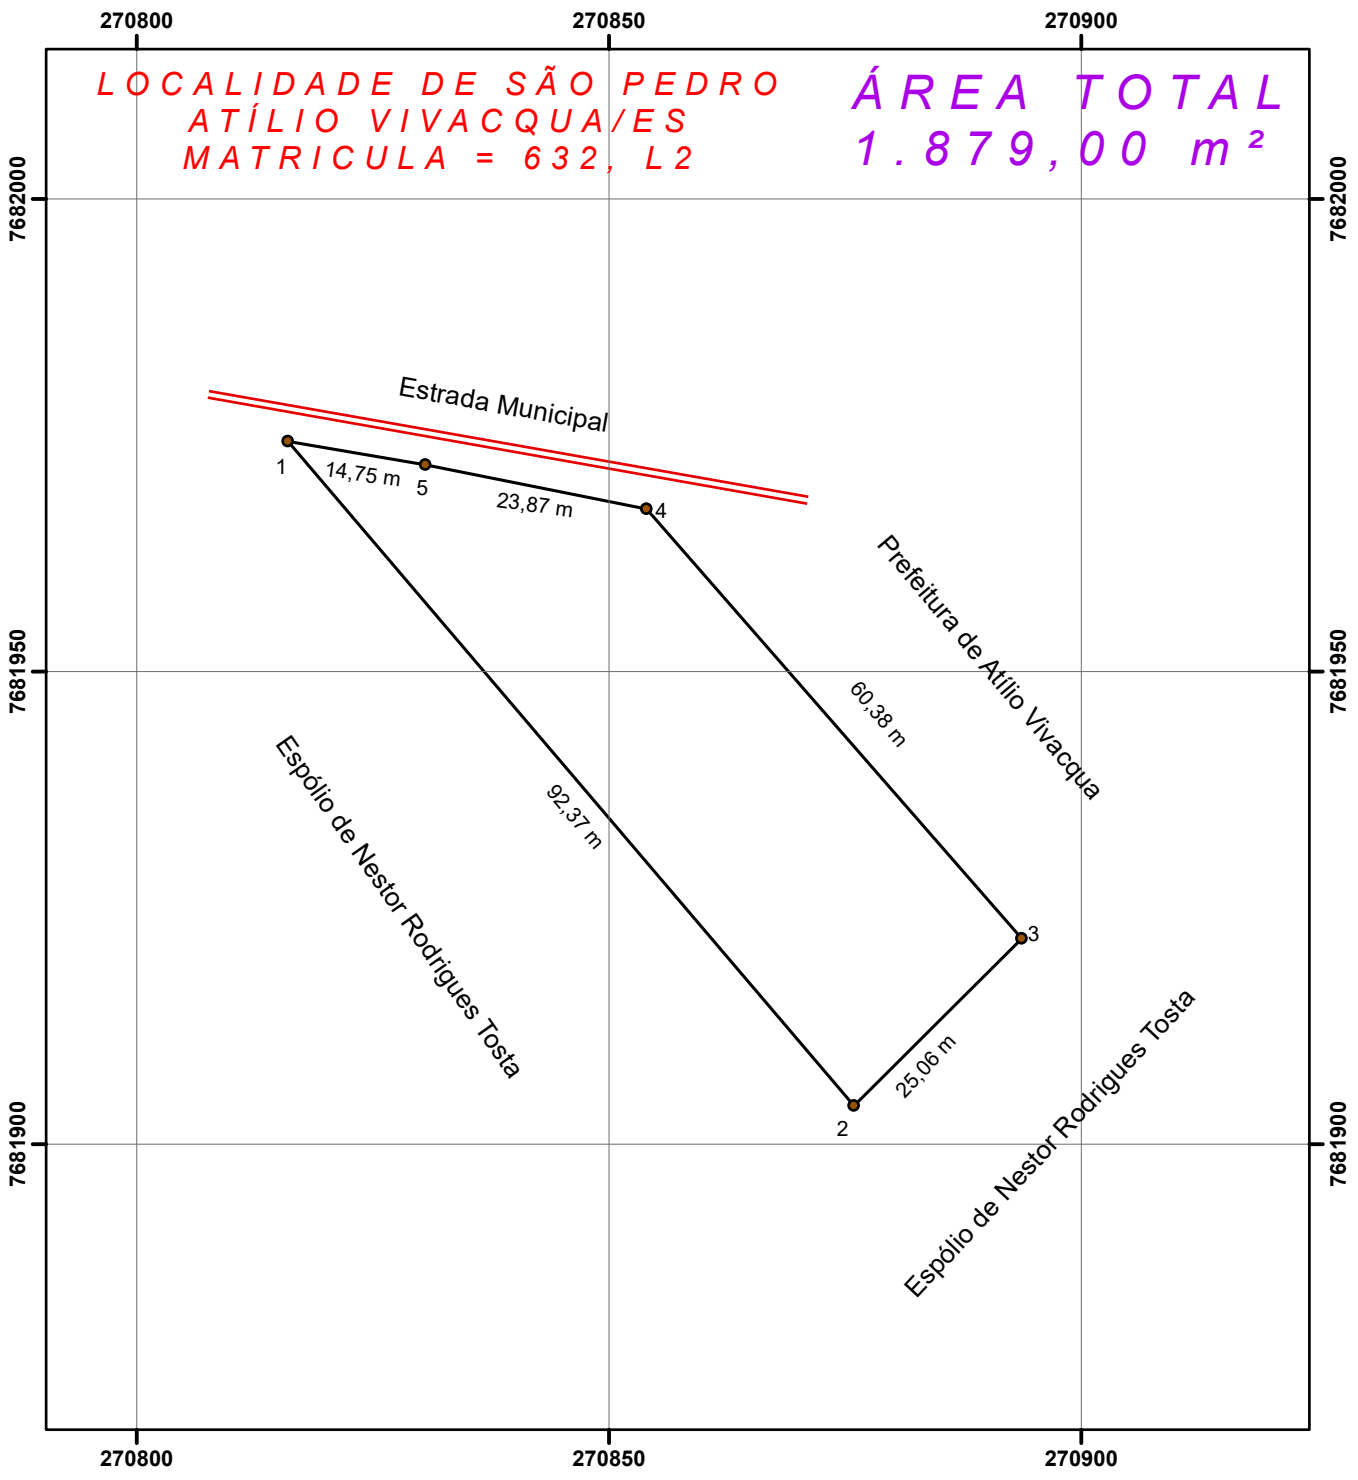 270800
270850
270900
LOCALIDADE DE SÃO PEDRO
ATÍLIO VIVACQUA/ES
MATRICULA = 632, L2
ÁREA TOTAL
1.879,00 m²
7682000
7682000
Estrada Municipal
1
14,75 m
5
23,87 m
4
Prefeitura de Atílio Vivacqua
7681950
7681950
60,38 m
Espólio de Nestor Rodrigues Tosta
92,37 m
3
25,06 m
2
Espólio de Nestor Rodrigues Tosta
7681900
7681900
270800
270850
270900